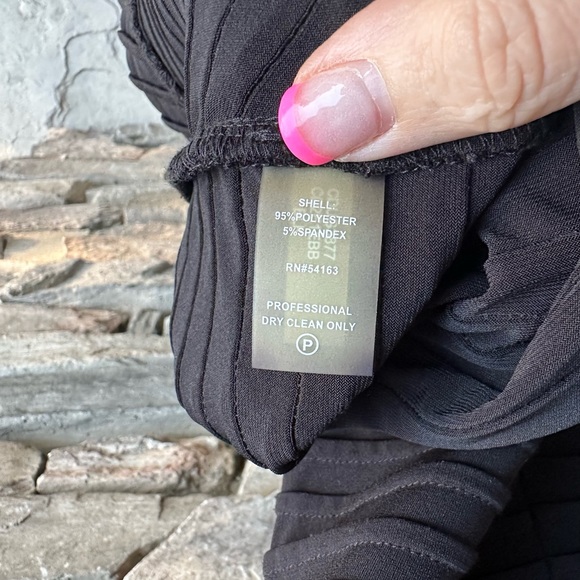 SHELL:
95%POLYESTER
5%SPANDEX
RN#54163
PROFESSIONAL
DRY CLEAN ONLY
P